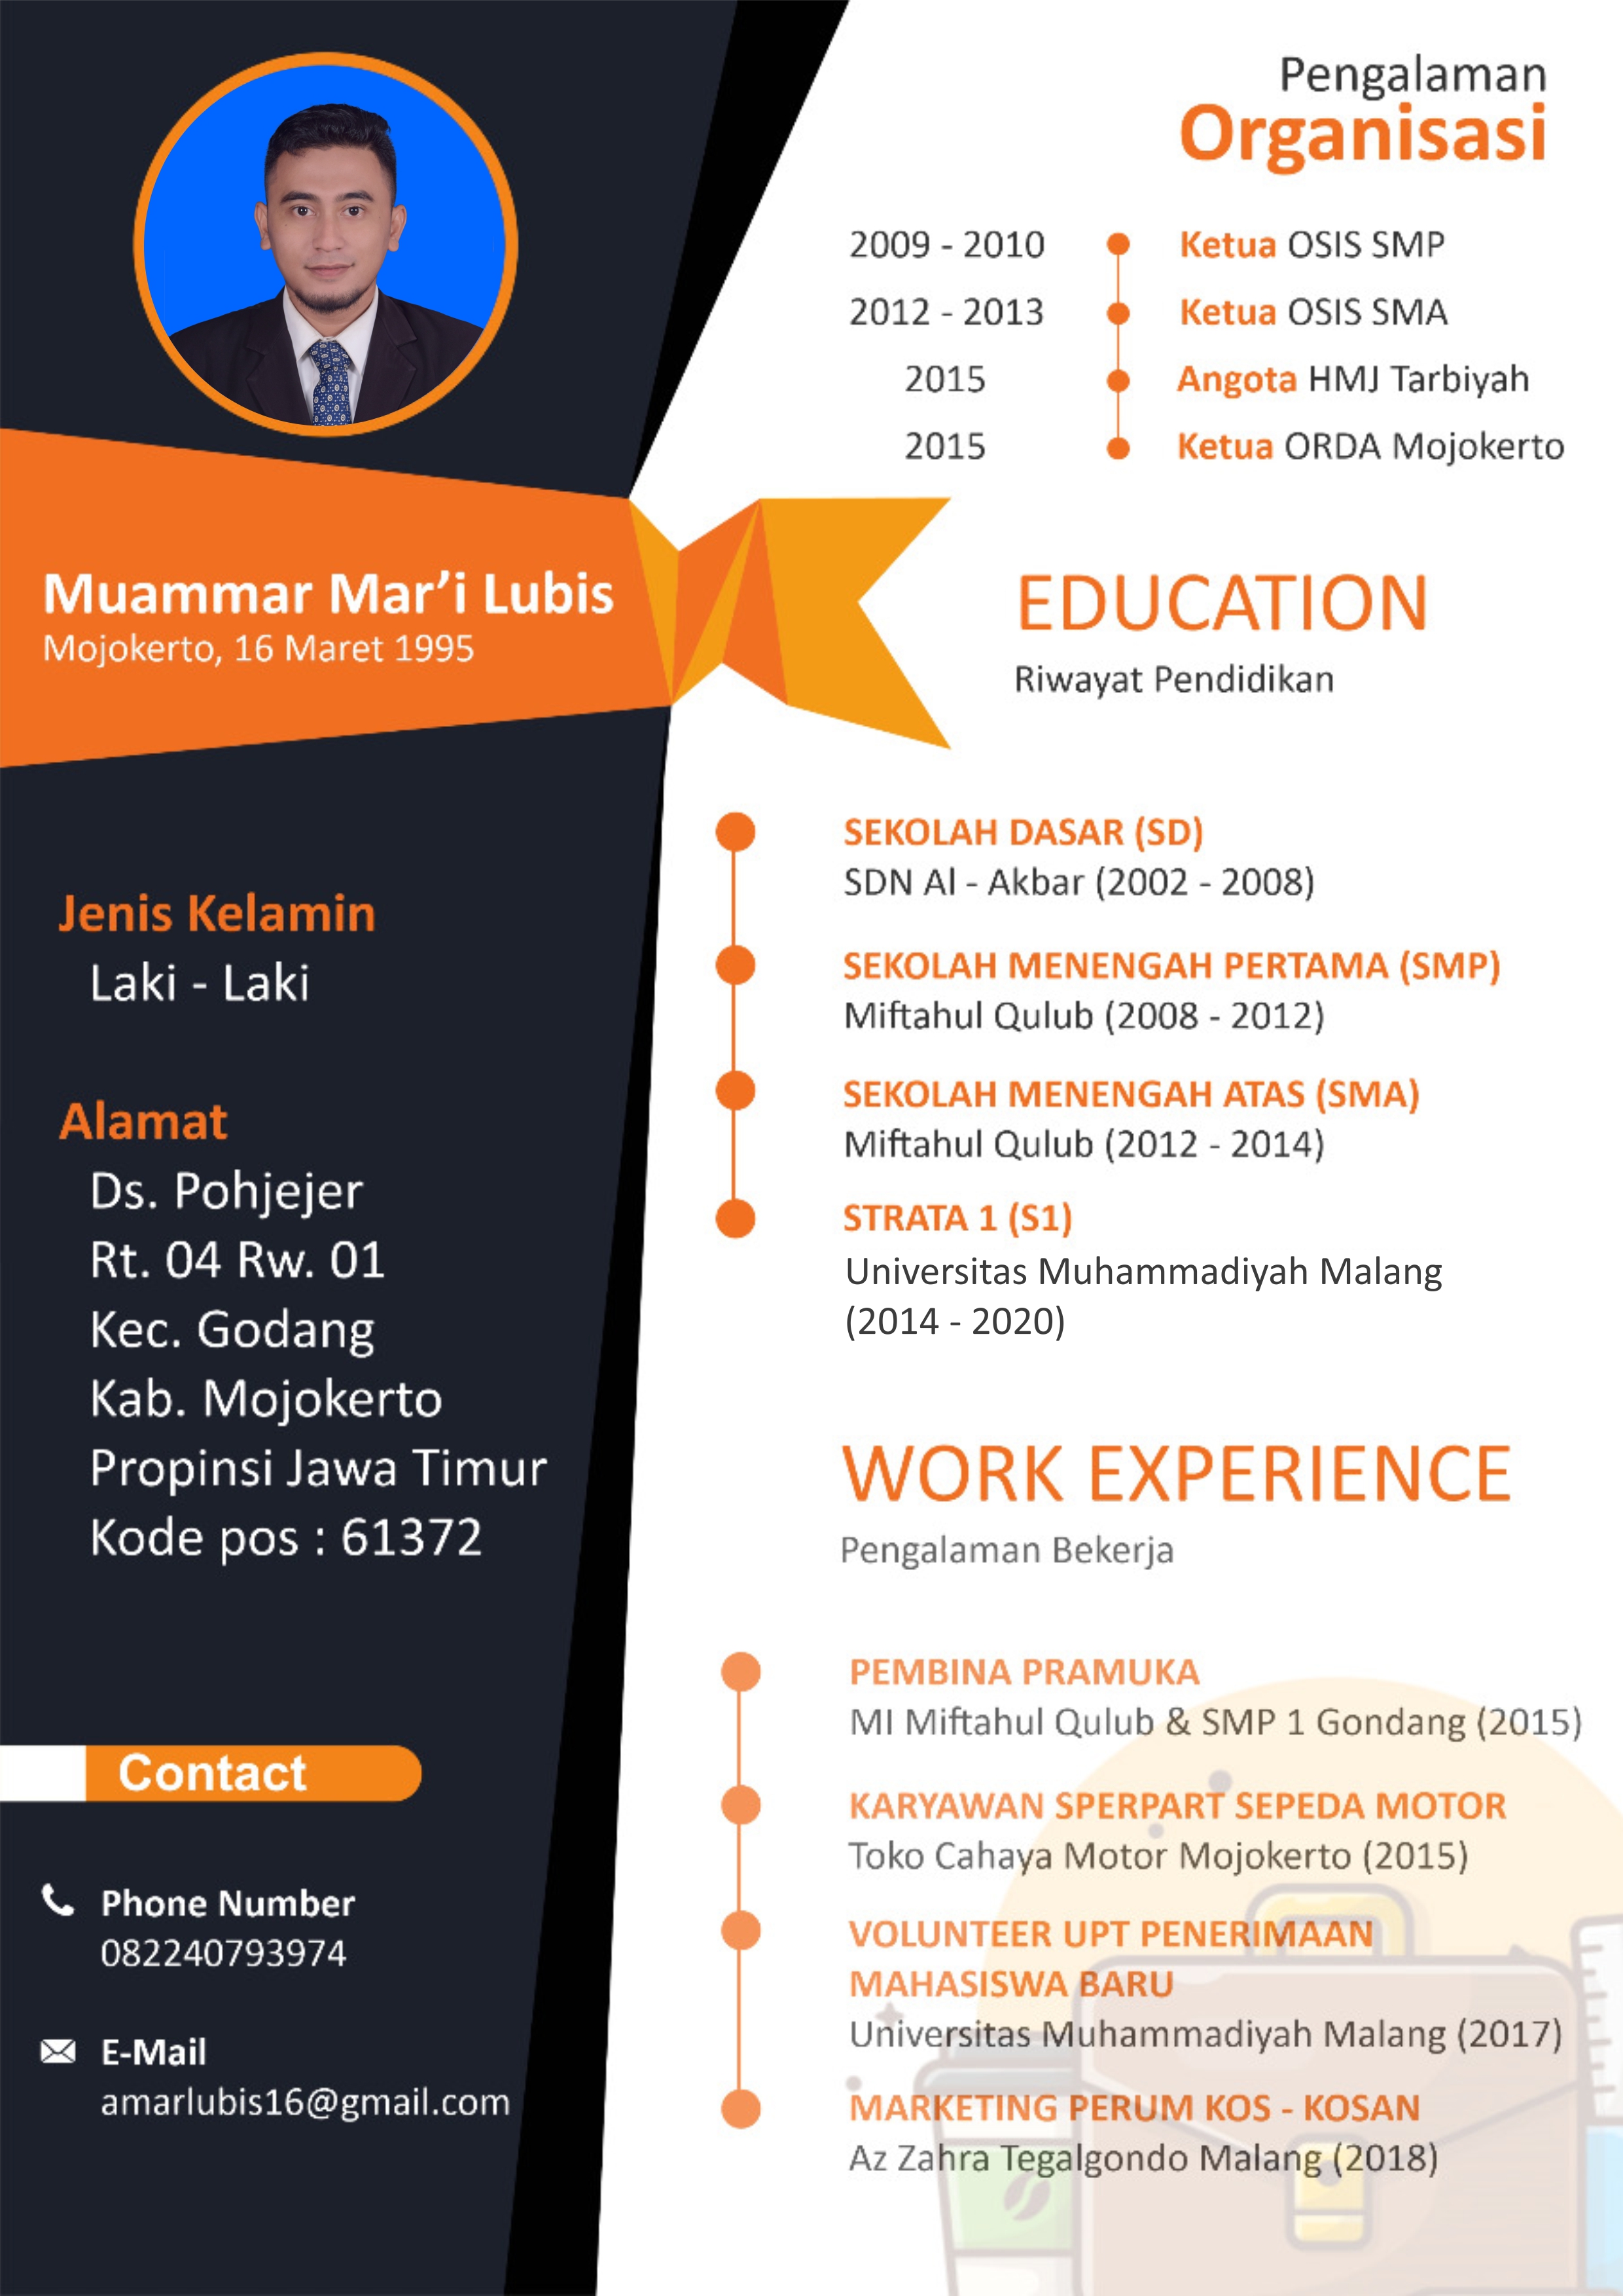 Muammar Mar’i Lubis
Mojokerto, 16 Maret 1995
Jenis Kelamin
Laki - Laki
Alamat
Ds. Pohjejer
Rt. 04 Rw. 01
Kec. Godang
Kab. Mojokerto
Propinsi Jawa Timur
Kode pos : 61372
Contact
Phone Number
082240793974
E-Mail
amarlubis16@gmail.com
Pengalaman
Organisasi
2009 - 2010 Ketua OSIS SMP
2012 - 2013 Ketua OSIS SMA
2015 Angota HMJ Tarbiyah
2015 Ketua ORDA Mojokerto
EDUCATION
Riwayat Pendidikan
SEKOLAH DASAR (SD)
SDN Al - Akbar (2002 - 2008)
SEKOLAH MENENGAH PERTAMA (SMP)
Miftahul Qulub (2008 - 2012)
SEKOLAH MENENGAH ATAS (SMA)
Miftahul Qulub (2012 - 2014)
STRATA 1 (S1)
Universitas Muhammadiyah Malang
(2014 - 2020)
WORK EXPERIENCE
Pengalaman Bekerja
PEMBINA PRAMUKA
MI Miftahul Qulub & SMP 1 Gondang (2015)
KARYAWAN SPERPART SEPEDA MOTOR
Toko Cahaya Motor Mojokerto (2015)
VOLUNTEER UPT PENERIMAAN
MAHASISWA BARU
Universitas Muhammadiyah Malang (2017)
MARKETING PERUM KOS - KOSAN
Az Zahra Tegalgondo Malang (2018)